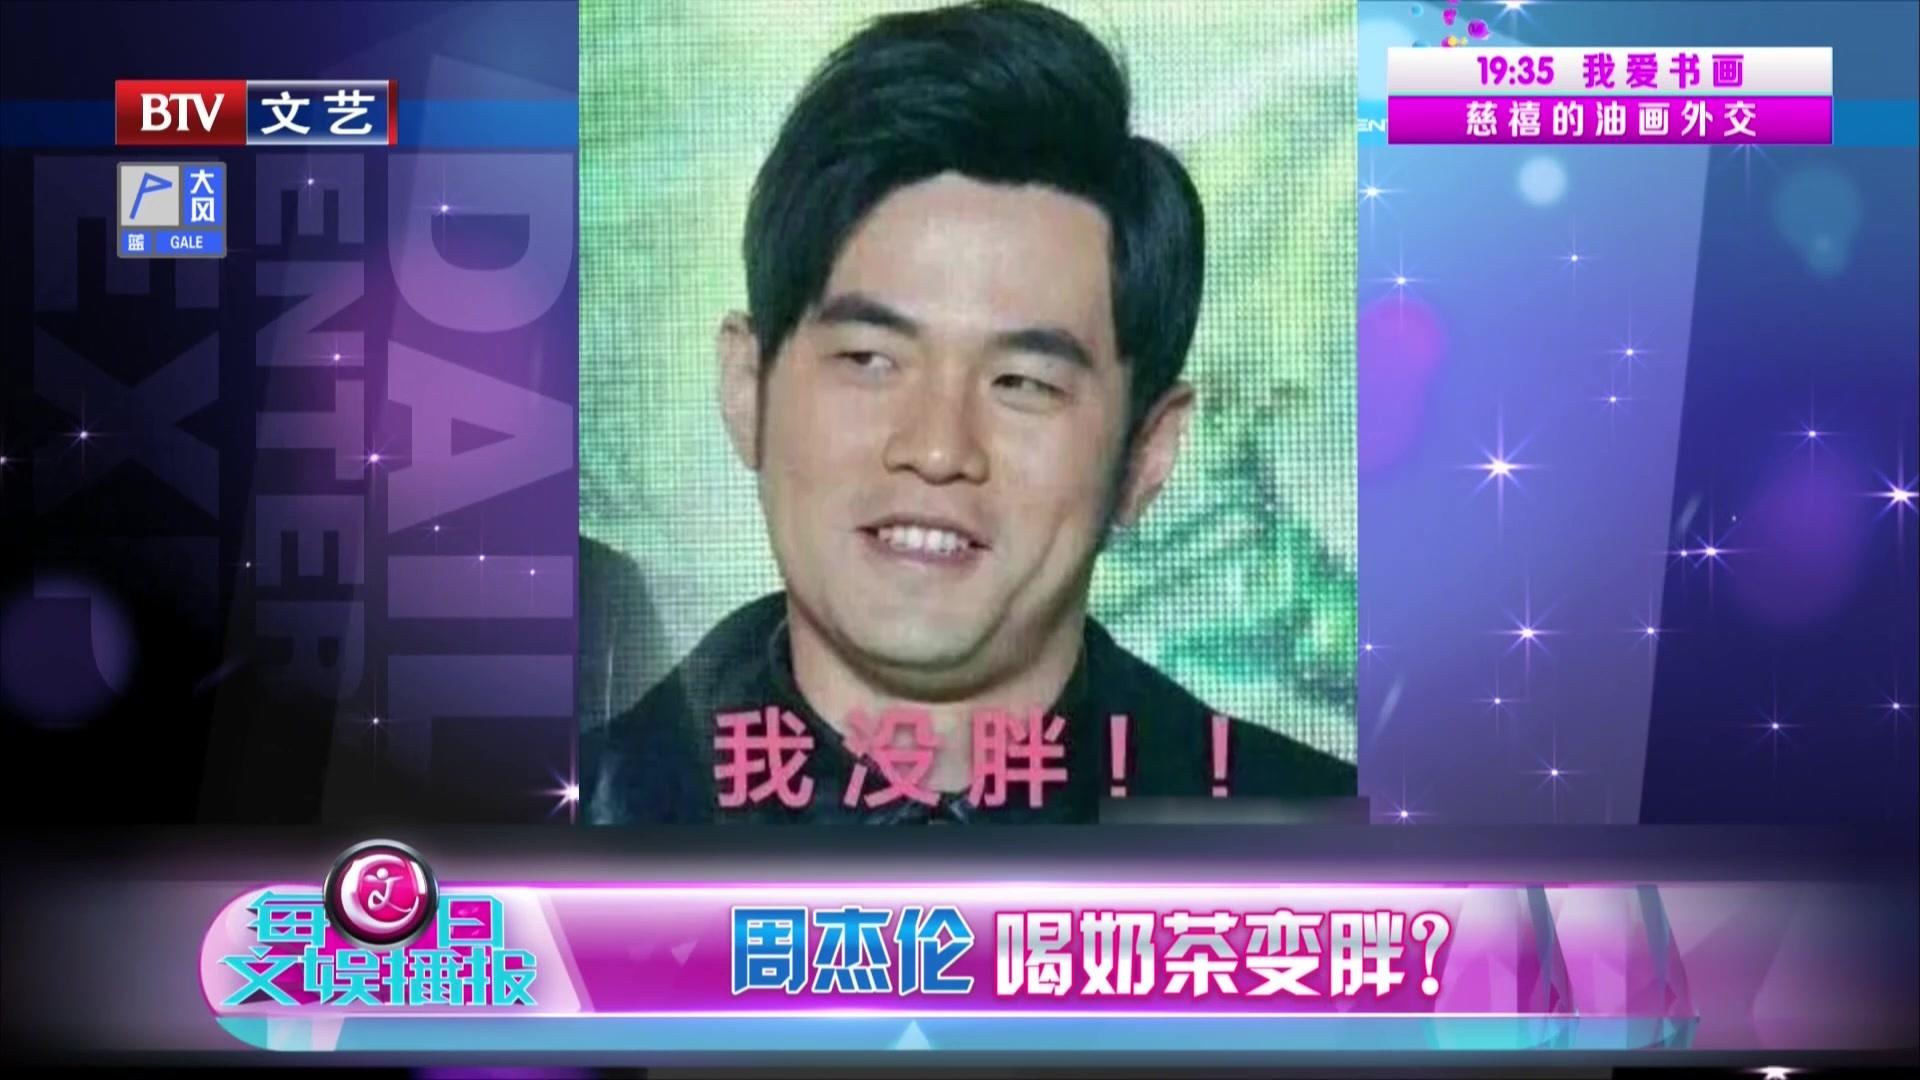 BTV 文艺
大风
蓝 GALE
19:35 我爱书画
慈禧的油画外交
DAIL
ENTER
EXP
我没胖！！
每日
文娱播报
周杰伦 喝奶茶变胖?